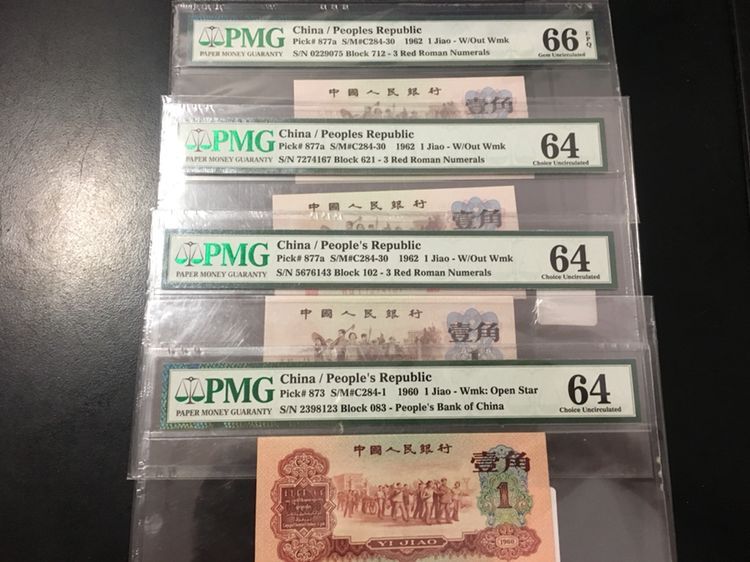 PMG
PAPER MONEY GUARANTY
China / Peoples Republic
Pick# 877a S/M#C284-30 1962 1 Jiao - W/Out Wmk
S/N 0229075 Block 712 - 3 Red Roman Numerals
66 EPQ
Gem Uncirculated
中國人民銀行
壹角
PMG
PAPER MONEY GUARANTY
China / Peoples Republic
Pick# 877a S/M#C284-30 1962 1 Jiao - W/Out Wmk
S/N 7274167 Block 621 - 3 Red Roman Numerals
64
Choice Uncirculated
中國人民銀行
壹角
PMG
PAPER MONEY GUARANTY
China / People's Republic
Pick# 877a S/M#C284-30 1962 1 Jiao - W/Out Wmk
S/N 5676143 Block 102 - 3 Red Roman Numerals
64
Choice Uncirculated
中國人民銀行
壹角
PMG
PAPER MONEY GUARANTY
China / People's Republic
Pick# 873 S/M#C284-1 1960 1 Jiao - Wmk: Open Star
S/N 2398123 Block 083 - People's Bank of China
64
Choice Uncirculated
中國人民銀行
壹角
1
YI JIAO
1960